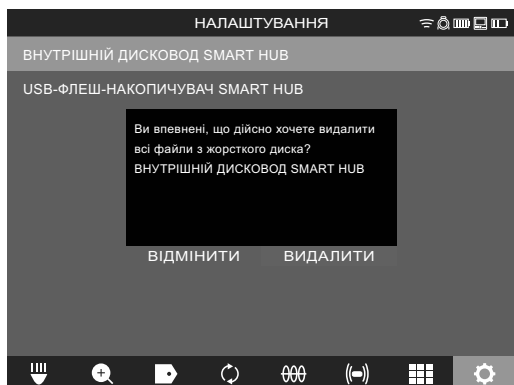 НАЛАШТУВАННЯ
ВНУТРІШНІЙ ДИСКОВОД SMART HUB
USB-ФЛЕШ-НАКОПИЧУВАЧ SMART HUB
Ви впевнені, що дійсно хочете видалити
всі файли з жорсткого диска?
ВНУТРІШНІЙ ДИСКОВОД SMART HUB
ВІДМІНИТИ ВИДАЛИТИ